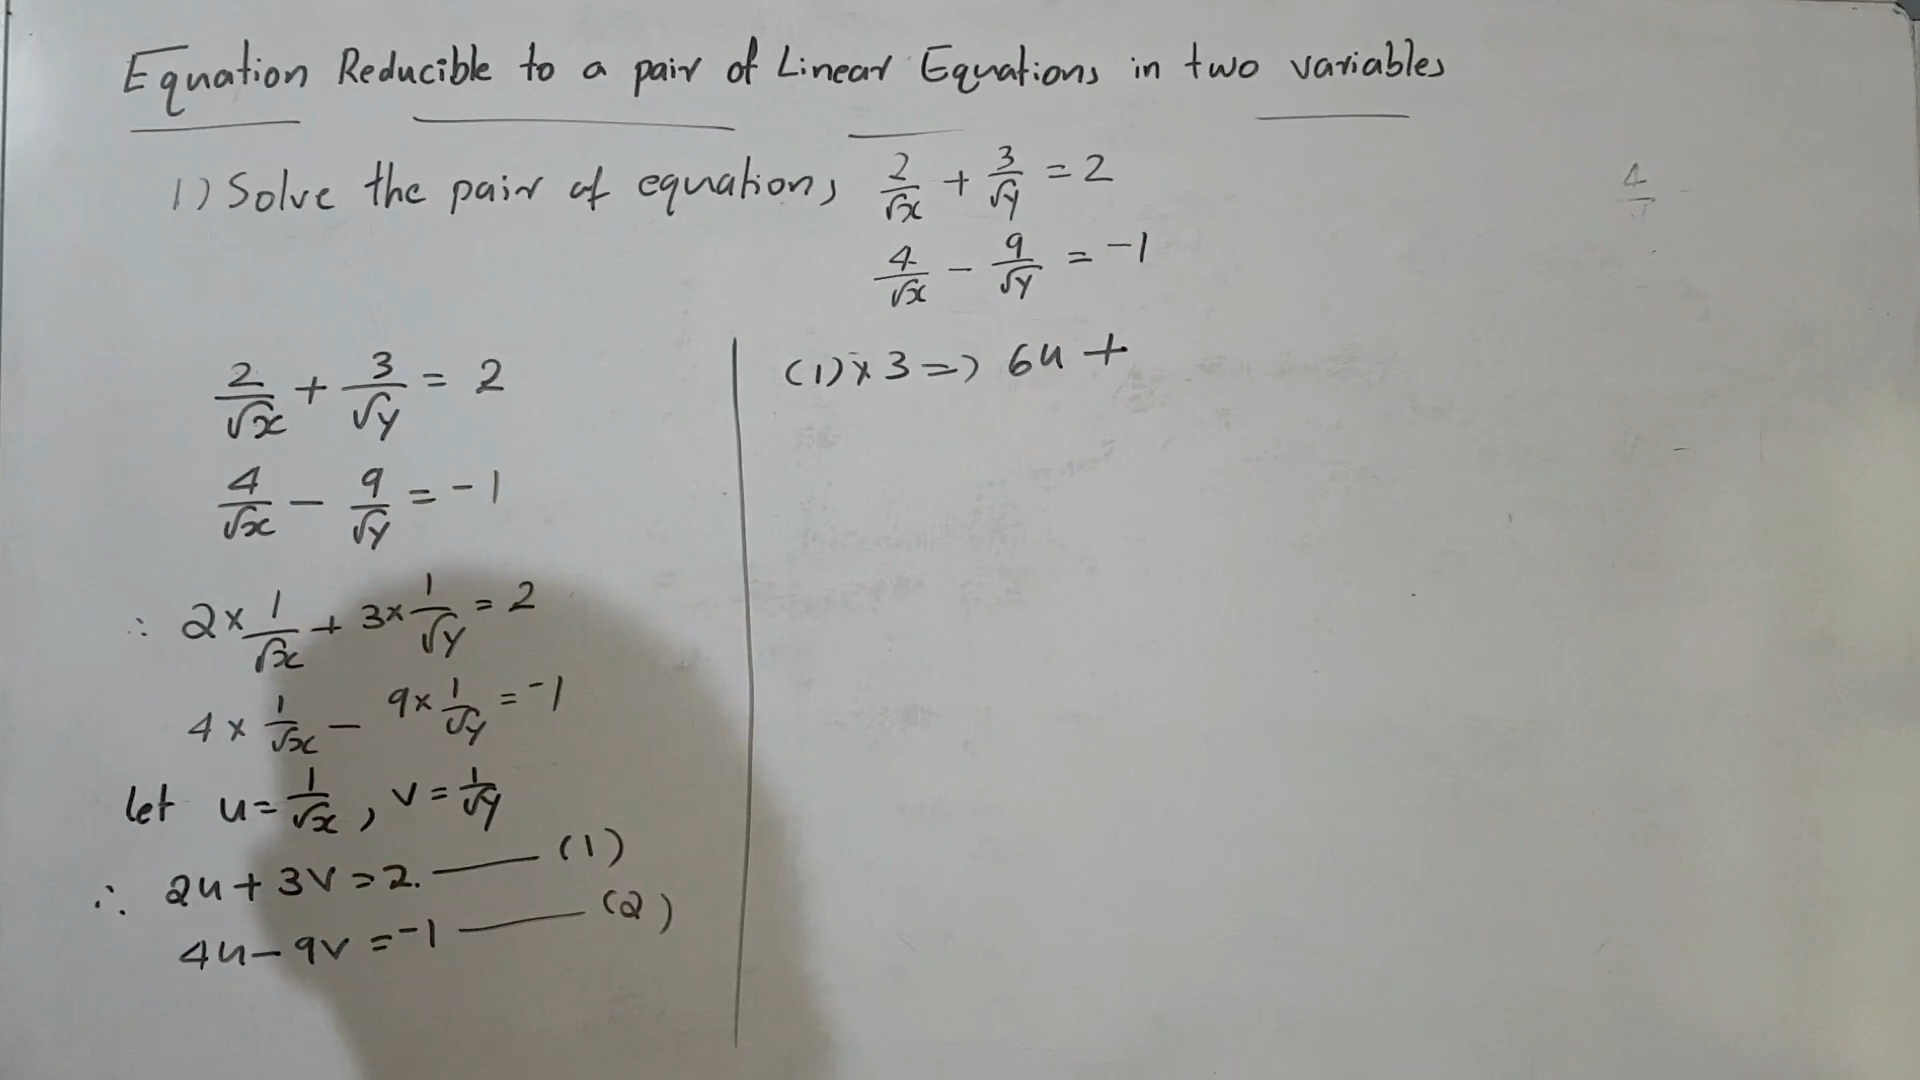 Equation Reducible to a pair of Linear Equations in two variables
1) Solve the pair of equations 2/√x + 3/√y = 2
4/√x - 9/√y = -1
2/√x + 3/√y = 2
4/√x - 9/√y = -1
∴ 2 × 1/√x + 3 × 1/√y = 2
4 × 1/√x - 9 × 1/√y = -1
let u = 1/√x, v = 1/√y
∴ 2u + 3v = 2. —— (1)
4u - 9v = -1 —— (2)
(1) × 3 => 6u +
4